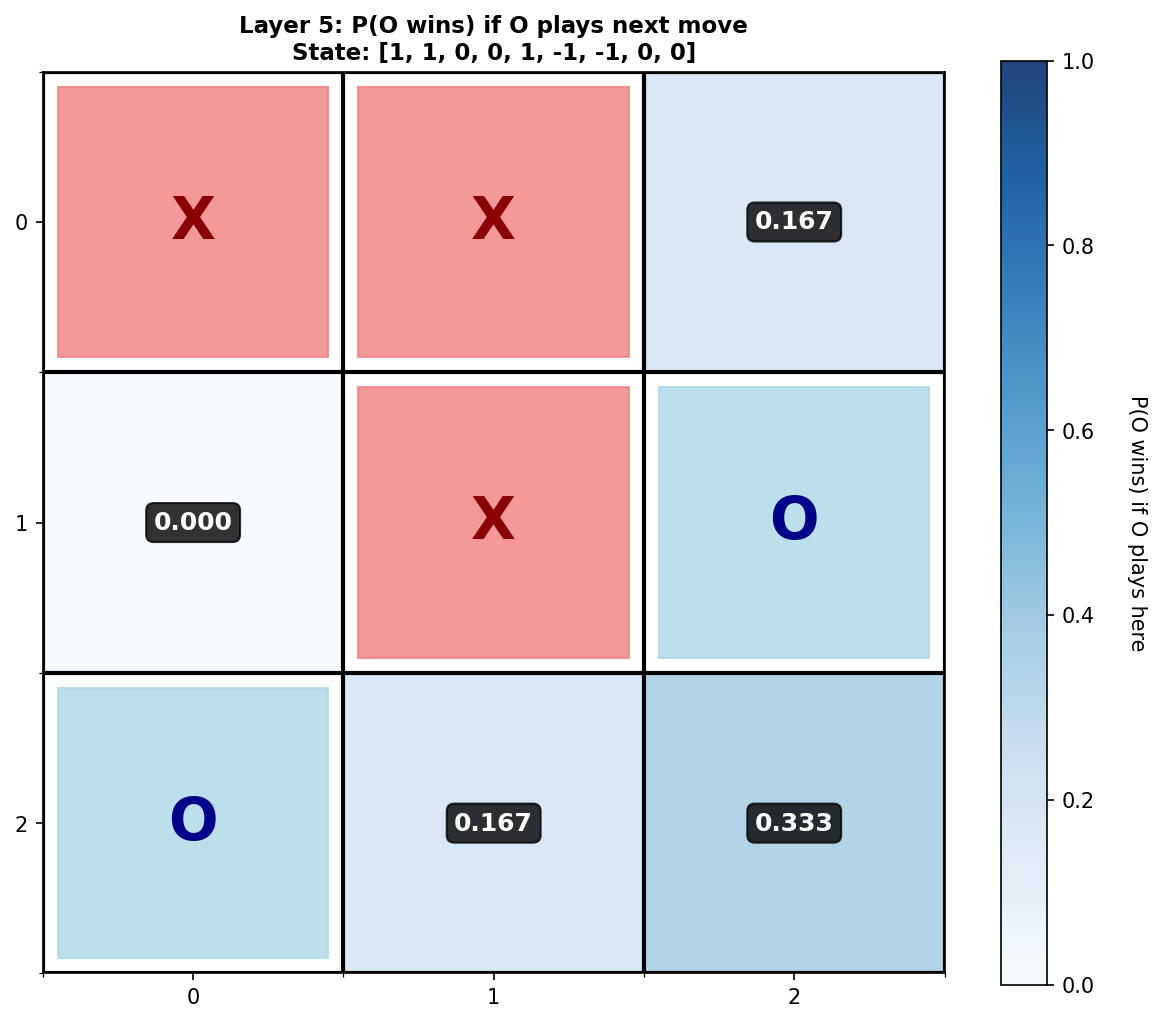 Layer 5: P(O wins) if O plays next move
State: [1, 1, 0, 0, 1, -1, -1, 0, 0]
1.0
0.8
0.6
0.4
0.2
0.0
P(O wins) if O plays here
0
X
X
0.167
1
0.000
X
O
2
O
0.167
0.333
0
1
2